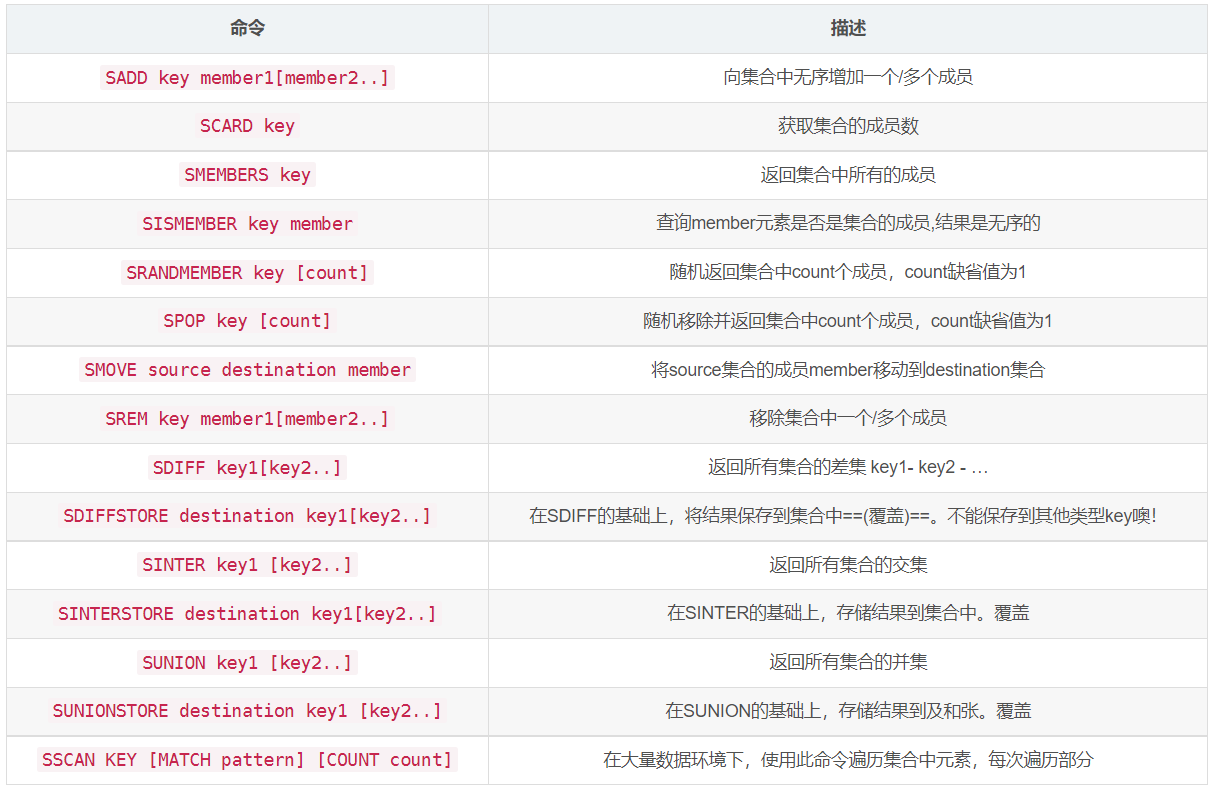 命令 描述
SADD key member1[member2..] 向集合中无序增加一个/多个成员
SCARD key 获取集合的成员数
SMEMBERS key 返回集合中所有的成员
SISMEMBER key member 查询member元素是否是集合的成员,结果是无序的
SRANDMEMBER key [count] 随机返回集合中count个成员，count缺省值为1
SPOP key [count] 随机移除并返回集合中count个成员，count缺省值为1
SMOVE source destination member 将source集合的成员member移动到destination集合
SREM key member1[member2..] 移除集合中一个/多个成员
SDIFF key1[key2..] 返回所有集合的差集 key1- key2 - …
SDIFFSTORE destination key1[key2..] 在SDIFF的基础上，将结果保存到集合中==(覆盖)==。不能保存到其他类型key噢！
SINTER key1 [key2..] 返回所有集合的交集
SINTERSTORE destination key1[key2..] 在SINTER的基础上，存储结果到集合中。覆盖
SUNION key1 [key2..] 返回所有集合的并集
SUNIONSTORE destination key1 [key2..] 在SUNION的基础上，存储结果到及和张。覆盖
SSCAN KEY [MATCH pattern] [COUNT count] 在大量数据环境下，使用此命令遍历集合中元素，每次遍历部分